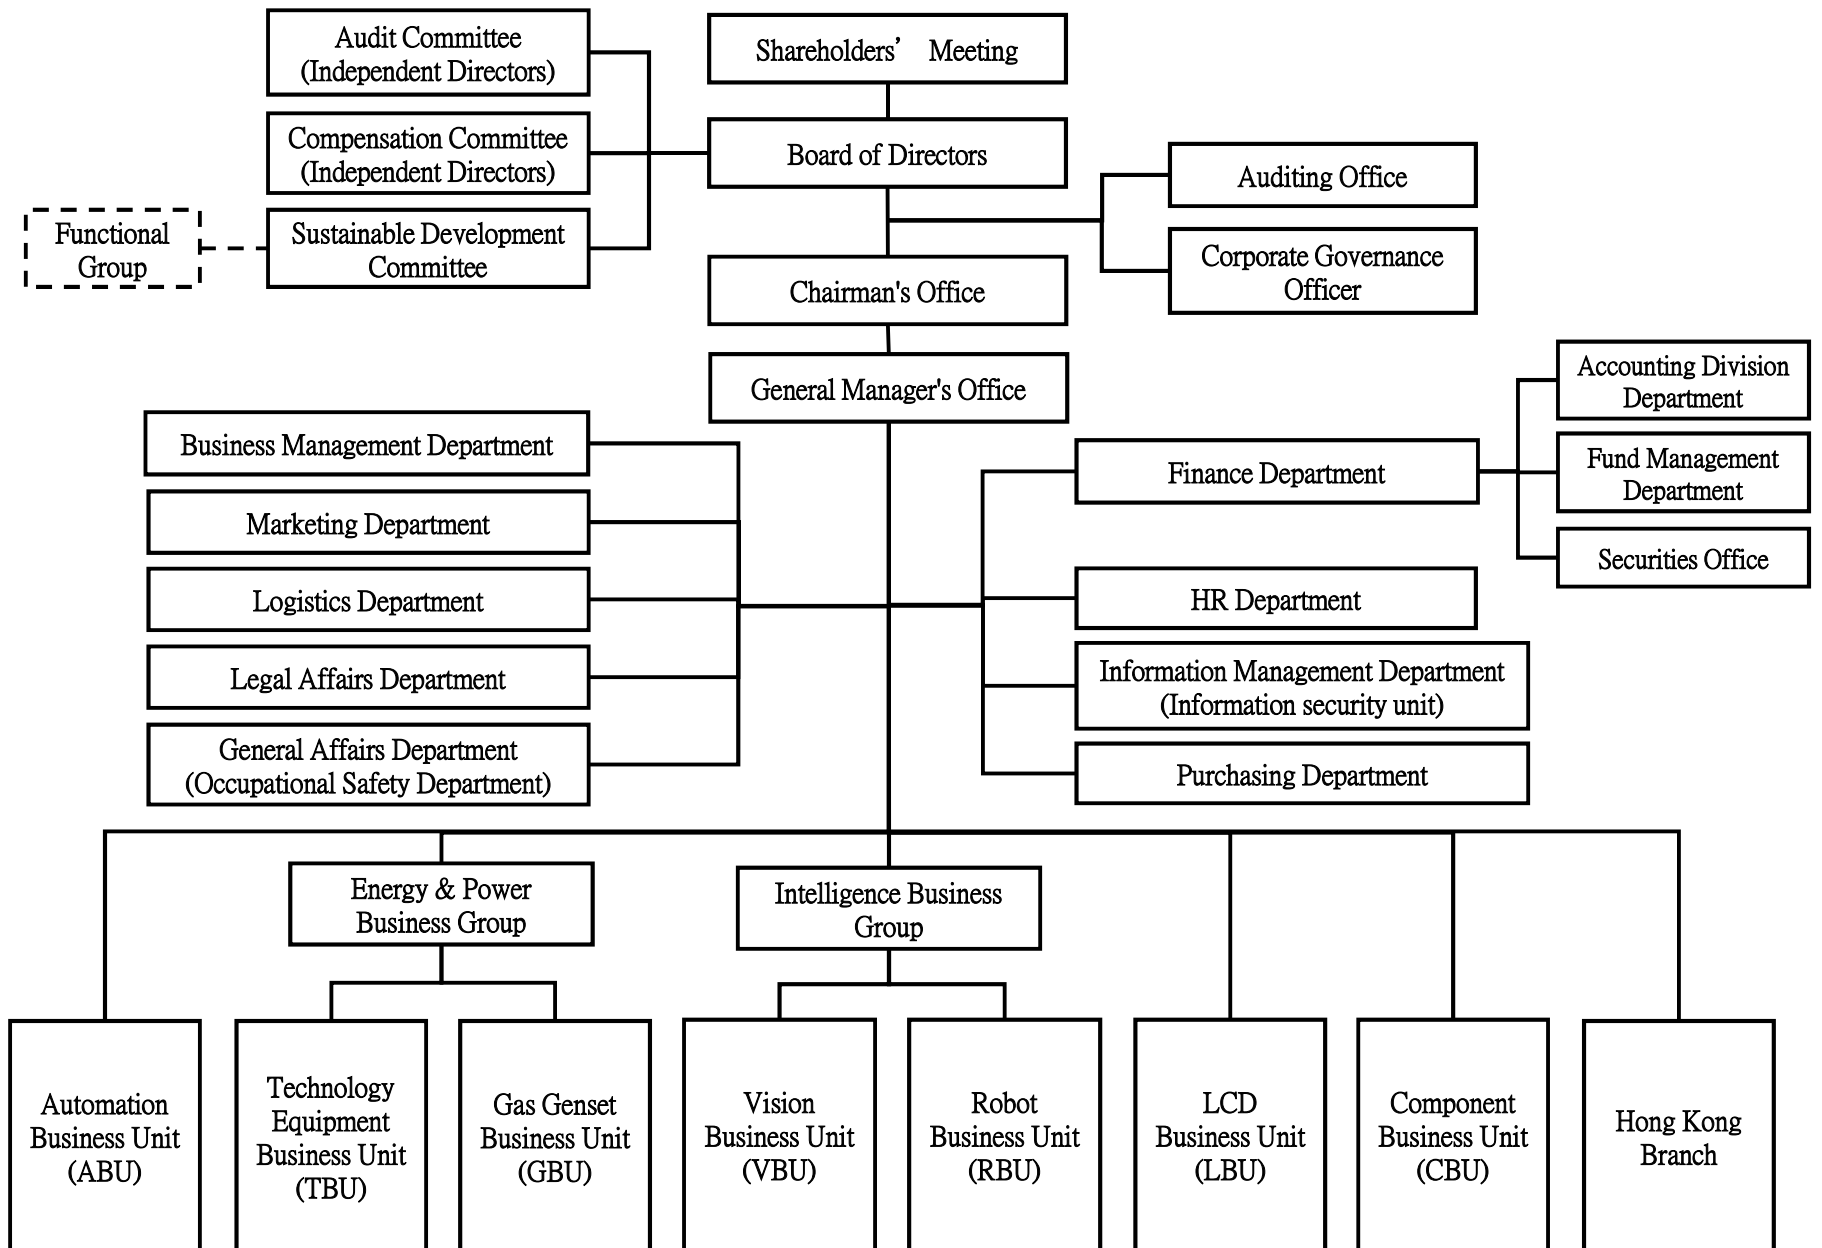 Audit Committee
(Independent Directors)
Shareholders’ Meeting
Compensation Committee
(Independent Directors)
Board of Directors
Auditing Office
Functional
Group
Sustainable Development
Committee
Corporate Governance
Officer
Chairman's Office
General Manager's Office
Accounting Division
Department
Business Management Department
Finance Department
Fund Management
Department
Marketing Department
Securities Office
Logistics Department
HR Department
Legal Affairs Department
Information Management Department
(Information security unit)
General Affairs Department
(Occupational Safety Department)
Purchasing Department
Energy & Power
Business Group
Intelligence Business
Group
Automation
Business Unit
(ABU)
Technology
Equipment
Business Unit
(TBU)
Gas Genset
Business Unit
(GBU)
Vision
Business Unit
(VBU)
Robot
Business Unit
(RBU)
LCD
Business Unit
(LBU)
Component
Business Unit
(CBU)
Hong Kong
Branch